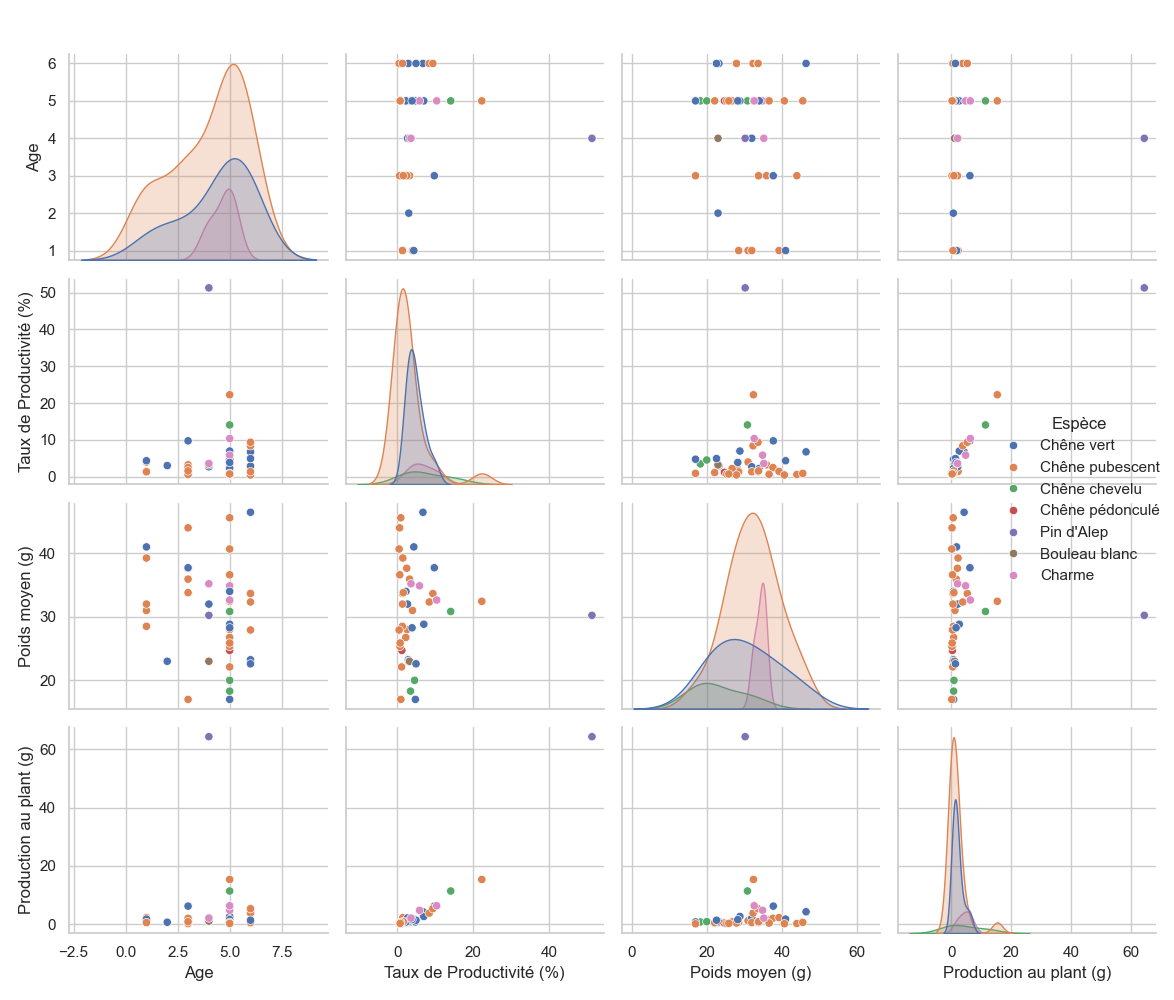 6
5
4
3
2
1
Age
50
40
30
20
10
0
Taux de Productivité (%)
40
30
20
Poids moyen (g)
60
40
20
0
Production au plant (g)
−2.5 0.0 2.5 5.0 7.5
Age
0 20 40
Taux de Productivité (%)
20 40 60
Poids moyen (g)
0 20 40 60
Production au plant (g)
Espèce
Chêne vert
Chêne pubescent
Chêne chevelu
Chêne pédonculé
Pin d'Alep
Bouleau blanc
Charme